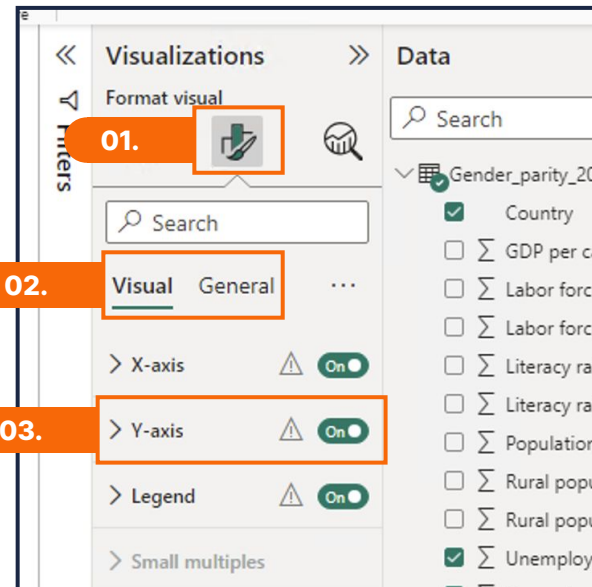 Visualizations
Data
Format visual
Filters
01.
Search
Search
Gender_parity_20
Country
02.
Visual General ...
GDP per ca
Labor forc
Labor forc
X-axis On
Literacy ra
Literacy ra
03.
Y-axis On
Population
Legend On
Rural popu
Rural popu
Small multiples
Unemploy